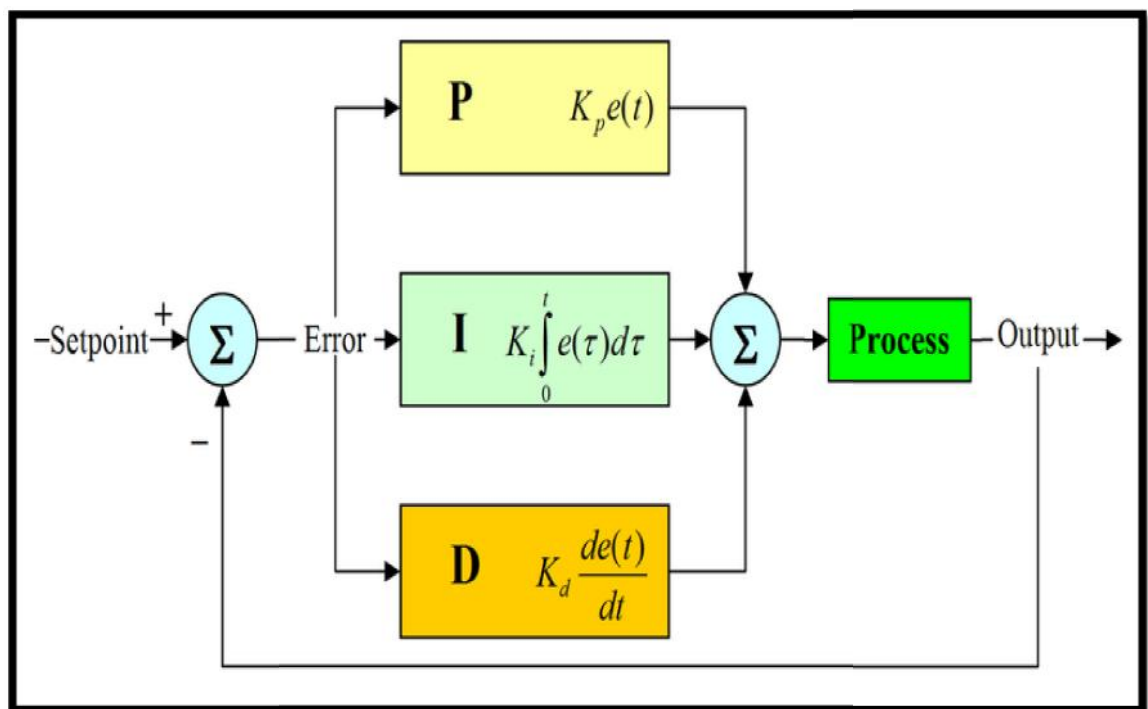 P K_p e(t)
–Setpoint
+
Σ
Error
I K_i ∫_0^t e(τ)dτ
Σ
Process
Output
−
D K_d de(t)/dt
−